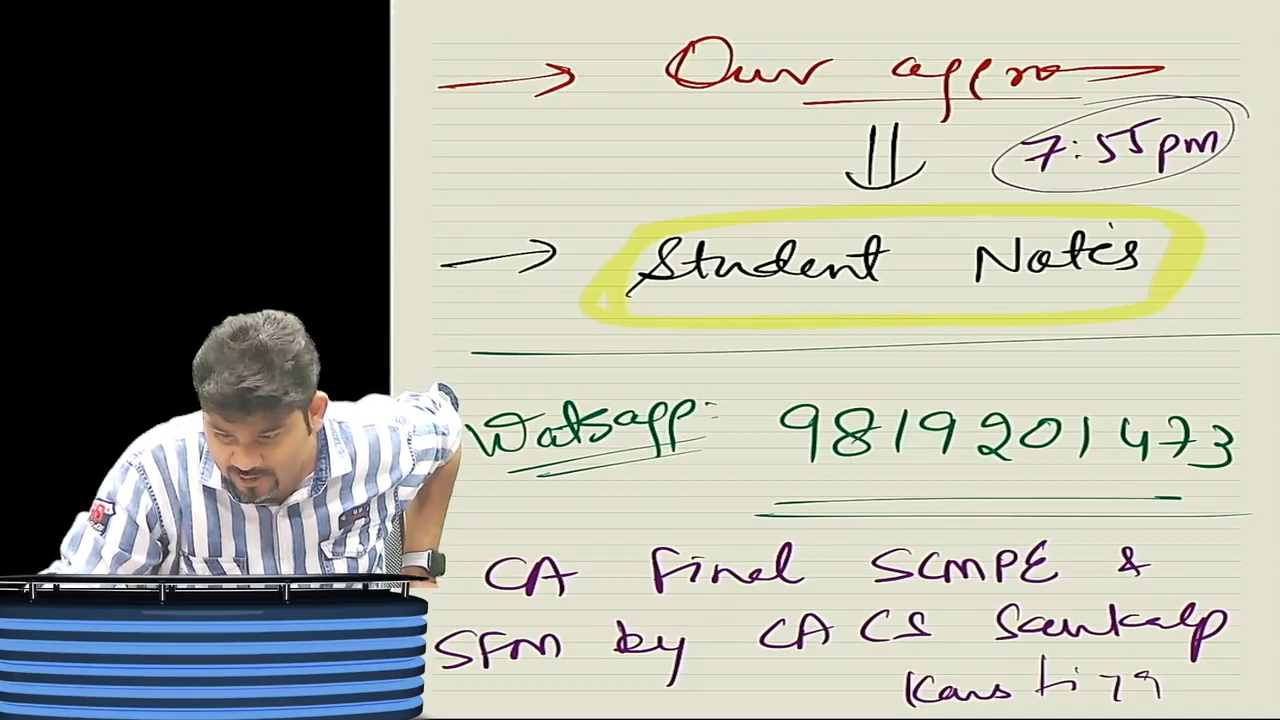 → Our appro
7:55pm
→ Student Notes
Watsapp: 9819201473
CA Final SCMPE &
SFM by CA CS Sankalp
Kanstiya